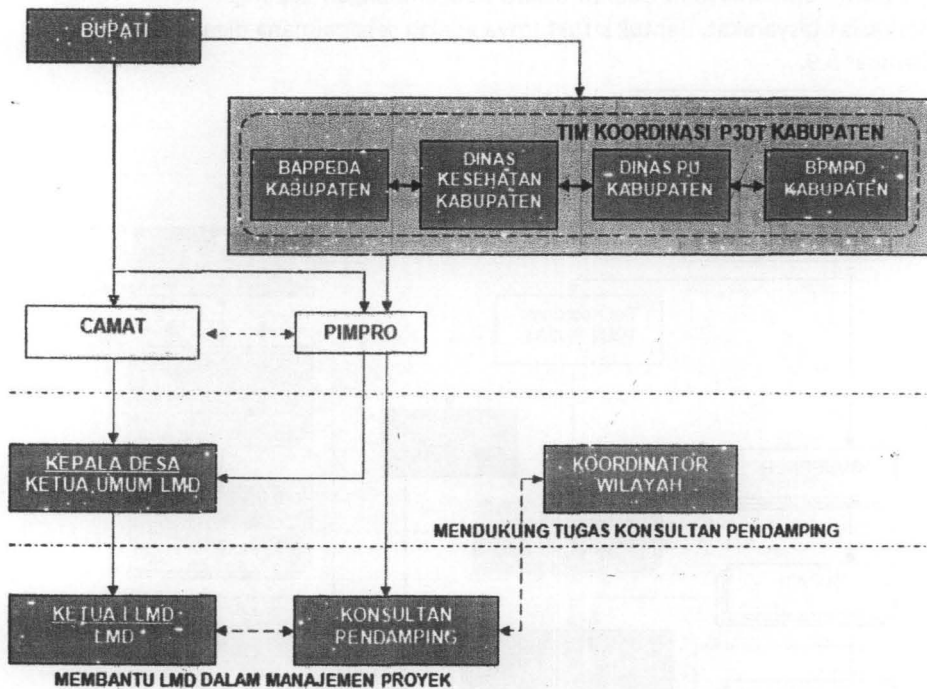 BUPATI
TIM KOORDINASI P3DT KABUPATEN
BAPPEDA
KABUPATEN
DINAS
KESEHATAN
KABUPATEN
DINAS PU
KABUPATEN
BPMPD
KABUPATEN
CAMAT
PIMPRO
KEPALA DESA
KETUA UMUM LMD
KOORDINATOR
WILAYAH
MENDUKUNG TUGAS KONSULTAN PENDAMPING
KETUA I LMD
LMD
KONSULTAN
PENDAMPING
MEMBANTU LMD DALAM MANAJEMEN PROYEK